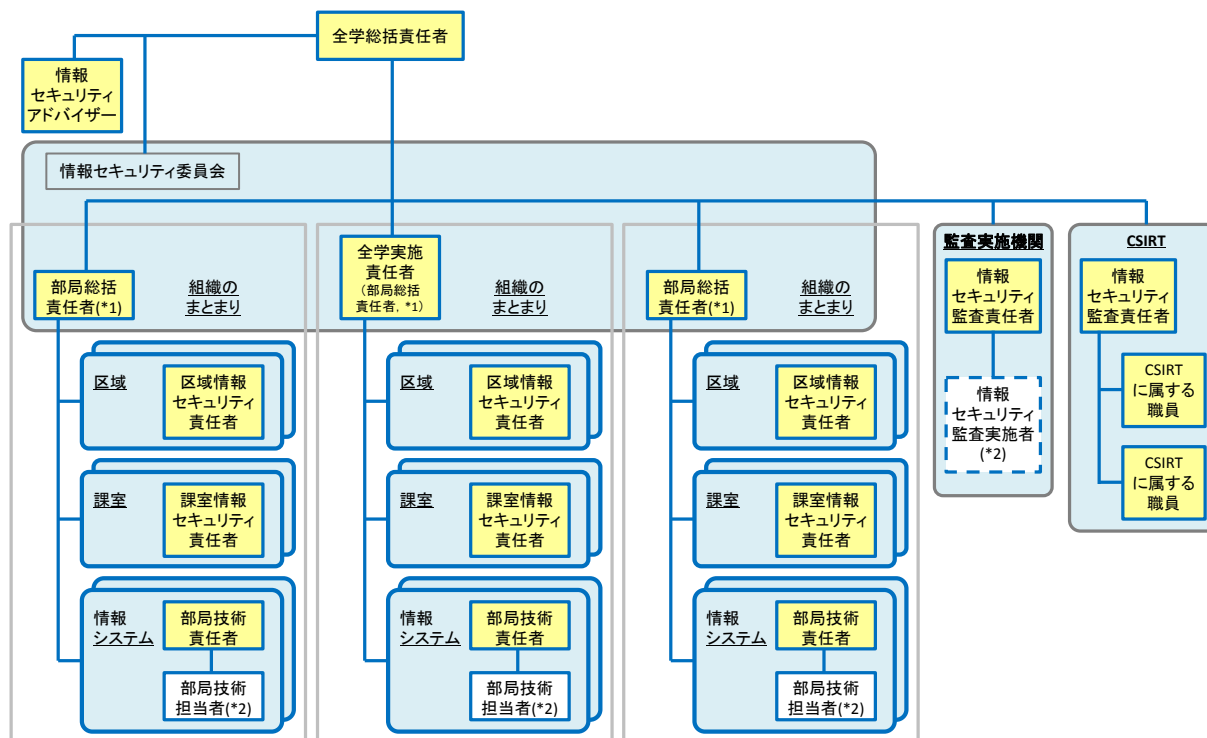 全学総括責任者
情報
セキュリティ
アドバイザー
情報セキュリティ委員会
部局総括
責任者(*1)
組織の
まとまり
全学実施
責任者
(部局総括
責任者, *1)
組織の
まとまり
部局総括
責任者(*1)
組織の
まとまり
監査実施機関
情報
セキュリティ
監査責任者
情報
セキュリティ
監査実施者
(*2)
CSIRT
情報
セキュリティ
監査責任者
CSIRT
に属する
職員
CSIRT
に属する
職員
区域
区域情報
セキュリティ
責任者
区域
区域情報
セキュリティ
責任者
区域
区域情報
セキュリティ
責任者
課室
課室情報
セキュリティ
責任者
課室
課室情報
セキュリティ
責任者
課室
課室情報
セキュリティ
責任者
情報
システム
部局技術
責任者
部局技術
担当者(*2)
情報
システム
部局技術
責任者
部局技術
担当者(*2)
情報
システム
部局技術
責任者
部局技術
担当者(*2)